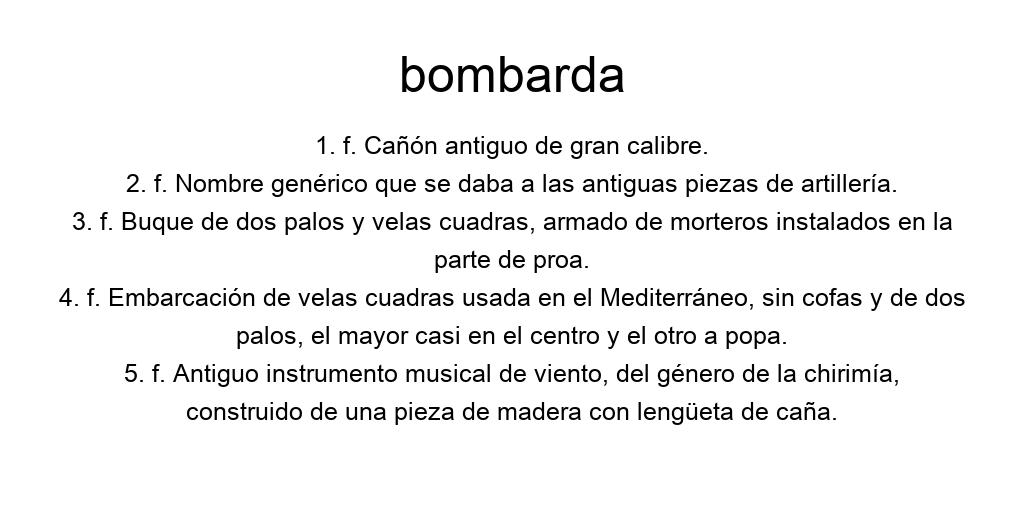 bombarda
1. f. Cañón antiguo de gran calibre.
2. f. Nombre genérico que se daba a las antiguas piezas de artillería.
3. f. Buque de dos palos y velas cuadras, armado de morteros instalados en la
parte de proa.
4. f. Embarcación de velas cuadras usada en el Mediterráneo, sin cofas y de dos
palos, el mayor casi en el centro y el otro a popa.
5. f. Antiguo instrumento musical de viento, del género de la chirimía,
construido de una pieza de madera con lengüeta de caña.